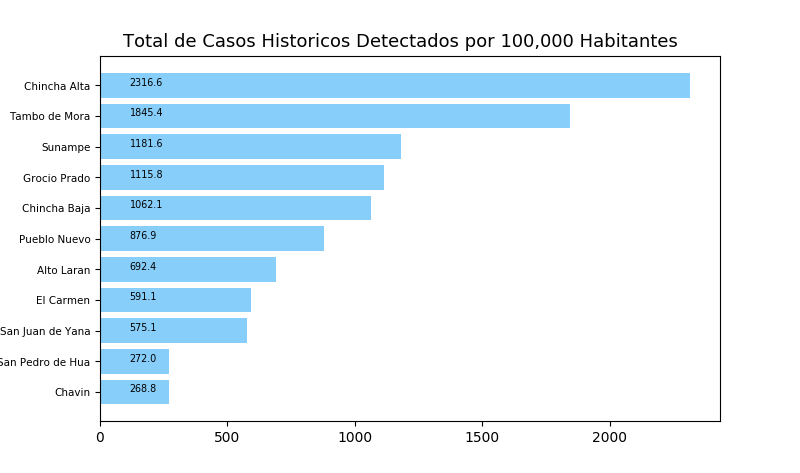 Total de Casos Historicos Detectados por 100,000 Habitantes
Chincha Alta 2316.6
Tambo de Mora 1845.4
Sunampe 1181.6
Grocio Prado 1115.8
Chincha Baja 1062.1
Pueblo Nuevo 876.9
Alto Laran 692.4
El Carmen 591.1
San Juan de Yana 575.1
San Pedro de Hua 272.0
Chavin 268.8
0 500 1000 1500 2000